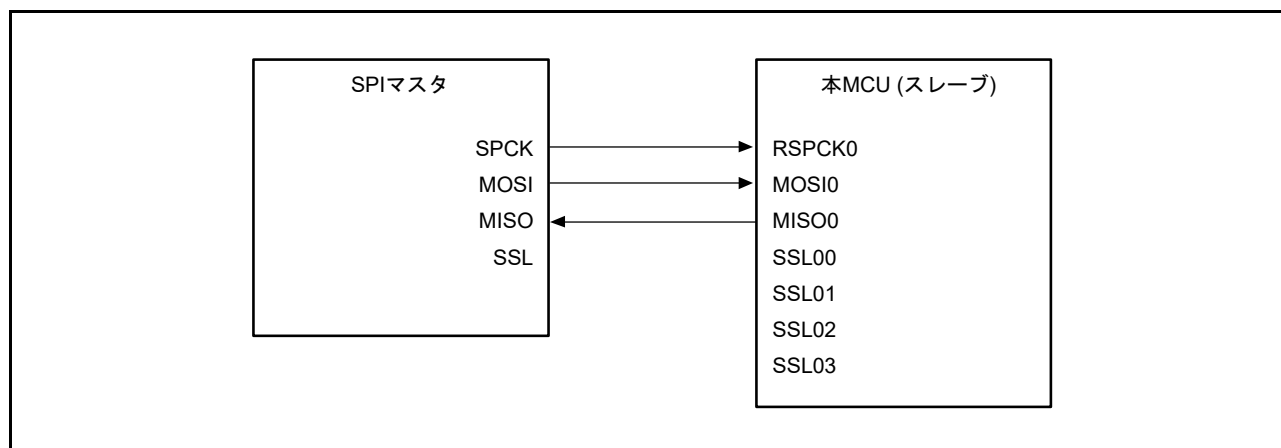 SPIマスタ
SPCK
MOSI
MISO
SSL
本MCU (スレーブ)
RSPCK0
MOSI0
MISO0
SSL00
SSL01
SSL02
SSL03